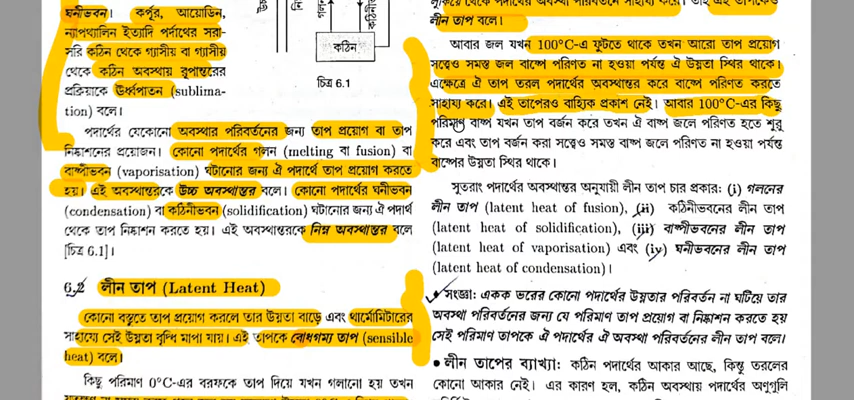 ঘনীভবন। কর্পূর, আয়োডিন,
ন্যাপথ্যালিন ইত্যাদি পদার্থের সরা-
সরি কঠিন থেকে গ্যাসীয় বা গ্যাসীয়
থেকে কঠিন অবস্থায় রূপান্তরের
প্রক্রিয়াকে ঊর্ধ্বপাতন (sublima-
tion) বলে।
গলন
কঠিন
চিত্র 6.1
পদার্থের যেকোনো অবস্থার পরিবর্তনের জন্য তাপ প্রয়োগ বা তাপ
নিষ্কাশনের প্রয়োজন। কোনো পদার্থের গলন (melting বা fusion) বা
বাষ্পীভবন (vaporisation) ঘটানোর জন্য ঐ পদার্থে তাপ প্রয়োগ করতে
হয়। এই অবস্থান্তরকে উচ্চ অবস্থান্তর বলে। কোনো পদার্থের ঘনীভবন
(condensation) বা কঠিনীভবন (solidification) ঘটানোর জন্য ঐ পদার্থ
থেকে তাপ নিষ্কাশন করতে হয়। এই অবস্থান্তরকে নিম্ন অবস্থান্তর বলে
[চিত্র 6.1]।
6.2 লীন তাপ (Latent Heat)
কোনো বস্তুতে তাপ প্রয়োগ করলে তার উষ্ণতা বাড়ে এবং থার্মোমিটারের
সাহায্যে সেই উষ্ণতা বৃদ্ধি মাপা যায়। এই তাপকে বোধগম্য তাপ (sensible
heat) বলে।
কিছু পরিমাণ 0°C-এর বরফকে তাপ দিয়ে যখন গলানো হয় তখন
লীন তাপ বলে।
আবার জল যখন 100°C-এ ফুটতে থাকে তখন আরো তাপ প্রয়োগ
সত্ত্বেও সমস্ত জল বাষ্পে পরিণত না হওয়া পর্যন্ত ঐ উষ্ণতা স্থির থাকে।
এক্ষেত্রে ঐ তাপ তরল পদার্থের অবস্থান্তর করে বাষ্পে পরিণত করতে
সাহায্য করে। এই তাপেরও বাহ্যিক প্রকাশ নেই। আবার 100°C-এর কিছু
পরিমাণ বাষ্প যখন তাপ বর্জন করে তখন ঐ বাষ্প জলে পরিণত হতে শুরু
করে এবং তাপ বর্জন করা সত্ত্বেও সমস্ত বাষ্প জলে পরিণত না হওয়া পর্যন্ত
বাষ্পের উষ্ণতা স্থির থাকে।
সুতরাং পদার্থের অবস্থান্তর অনুযায়ী লীন তাপ চার প্রকার: (i) গলনের
লীন তাপ (latent heat of fusion), (ii) কঠিনীভবনের লীন তাপ
(latent heat of solidification), (iii) বাষ্পীভবনের লীন তাপ
(latent heat of vaporisation) এবং (iv) ঘনীভবনের লীন তাপ
(latent heat of condensation)।
• সংজ্ঞা: একক ভরের কোনো পদার্থের উষ্ণতার পরিবর্তন না ঘটিয়ে তার
অবস্থা পরিবর্তনের জন্য যে পরিমাণ তাপ প্রয়োগ বা নিষ্কাশন করতে হয়
সেই পরিমাণ তাপকে ঐ পদার্থের ঐ অবস্থা পরিবর্তনের লীন তাপ বলে।
• লীন তাপের ব্যাখ্যা: কঠিন পদার্থের আকার আছে, কিন্তু তরলের
কোনো আকার নেই। এর কারণ হল, কঠিন অবস্থায় পদার্থের অণুগুলি